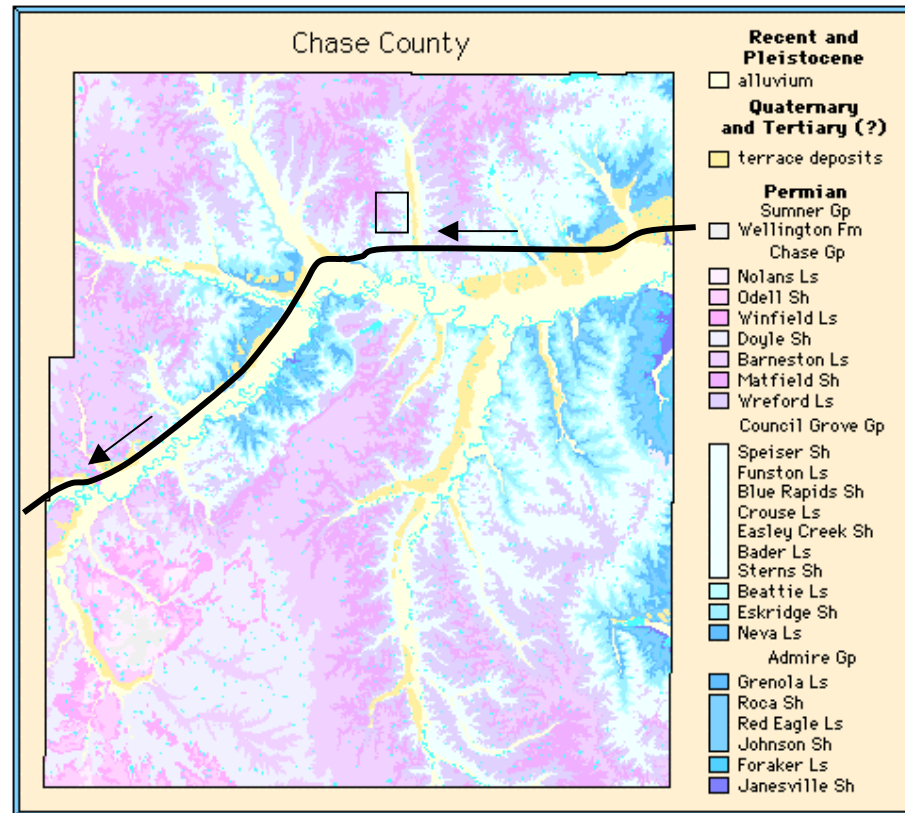 Chase County
Recent and
Pleistocene
alluvium
Quaternary
and Tertiary (?)
terrace deposits
Permian
Sumner Gp
Wellington Fm
Chase Gp
Nolans Ls
Odell Sh
Winfield Ls
Doyle Sh
Barneston Ls
Matfield Sh
Wreford Ls
Council Grove Gp
Speiser Sh
Funston Ls
Blue Rapids Sh
Crouse Ls
Easley Creek Sh
Bader Ls
Sterns Sh
Beattie Ls
Eskridge Sh
Neva Ls
Admire Gp
Grenola Ls
Roca Sh
Red Eagle Ls
Johnson Sh
Foraker Ls
Janesville Sh